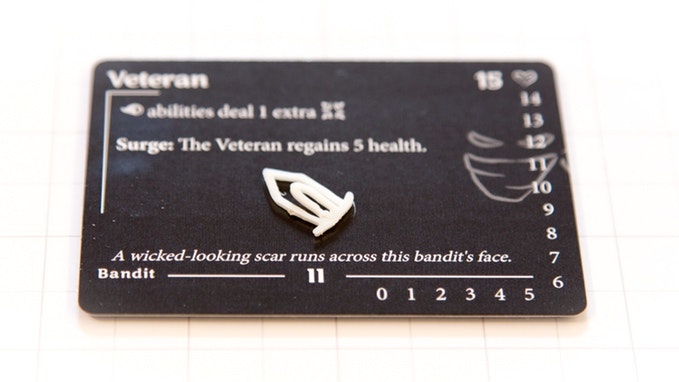 Veteran 15
abilities deal 1 extra
Surge: The Veteran regains 5 health.
A wicked-looking scar runs across this bandit's face.
Bandit 11
14
13
12
11
10
9
8
7
6
0 1 2 3 4 5